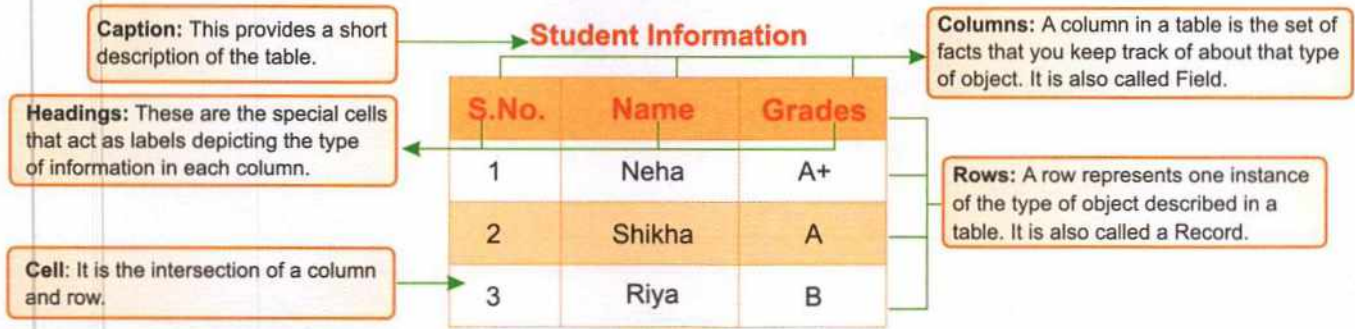 Caption: This provides a short
description of the table.
Student Information
Columns: A column in a table is the set of
facts that you keep track of about that type
of object. It is also called Field.
Headings: These are the special cells
that act as labels depicting the type
of information in each column.
S.No. Name Grades
1 Neha A+
2 Shikha A
3 Riya B
Rows: A row represents one instance
of the type of object described in a
table. It is also called a Record.
Cell: It is the intersection of a column
and row.